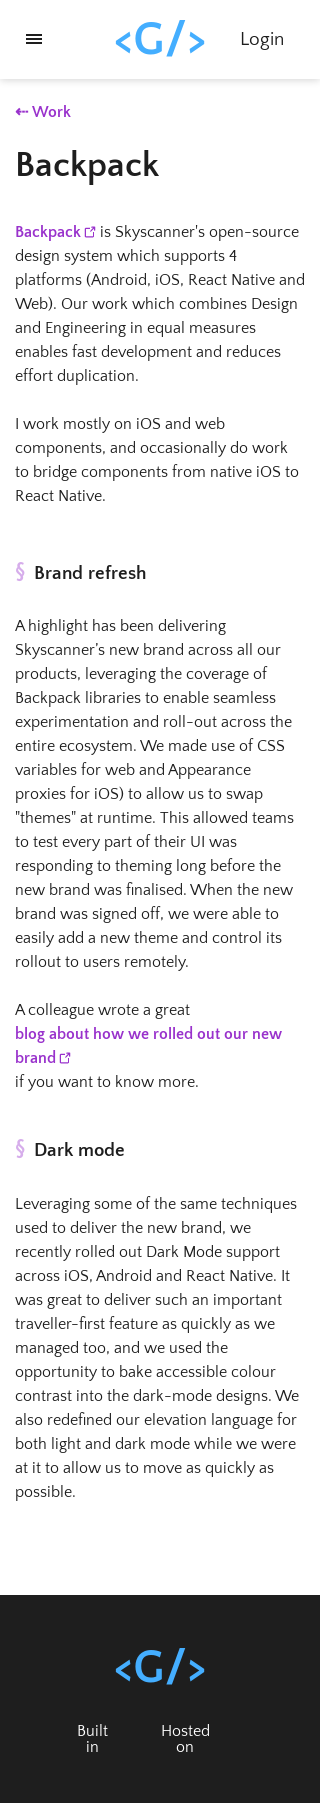 <G/>
Login
⇠ Work
Backpack
Backpack is Skyscanner's open-source
design system which supports 4
platforms (Android, iOS, React Native and
Web). Our work which combines Design
and Engineering in equal measures
enables fast development and reduces
effort duplication.
I work mostly on iOS and web
components, and occasionally do work
to bridge components from native iOS to
React Native.
§ Brand refresh
A highlight has been delivering
Skyscanner’s new brand across all our
products, leveraging the coverage of
Backpack libraries to enable seamless
experimentation and roll-out across the
entire ecosystem. We made use of CSS
variables for web and Appearance
proxies for iOS) to allow us to swap
"themes" at runtime. This allowed teams
to test every part of their UI was
responding to theming long before the
new brand was finalised. When the new
brand was signed off, we were able to
easily add a new theme and control its
rollout to users remotely.
A colleague wrote a great
blog about how we rolled out our new
brand
if you want to know more.
§ Dark mode
Leveraging some of the same techniques
used to deliver the new brand, we
recently rolled out Dark Mode support
across iOS, Android and React Native. It
was great to deliver such an important
traveller-first feature as quickly as we
managed too, and we used the
opportunity to bake accessible colour
contrast into the dark-mode designs. We
also redefined our elevation language for
both light and dark mode while we were
at it to allow us to move as quickly as
possible.
<G/>
Built
in
Hosted
on